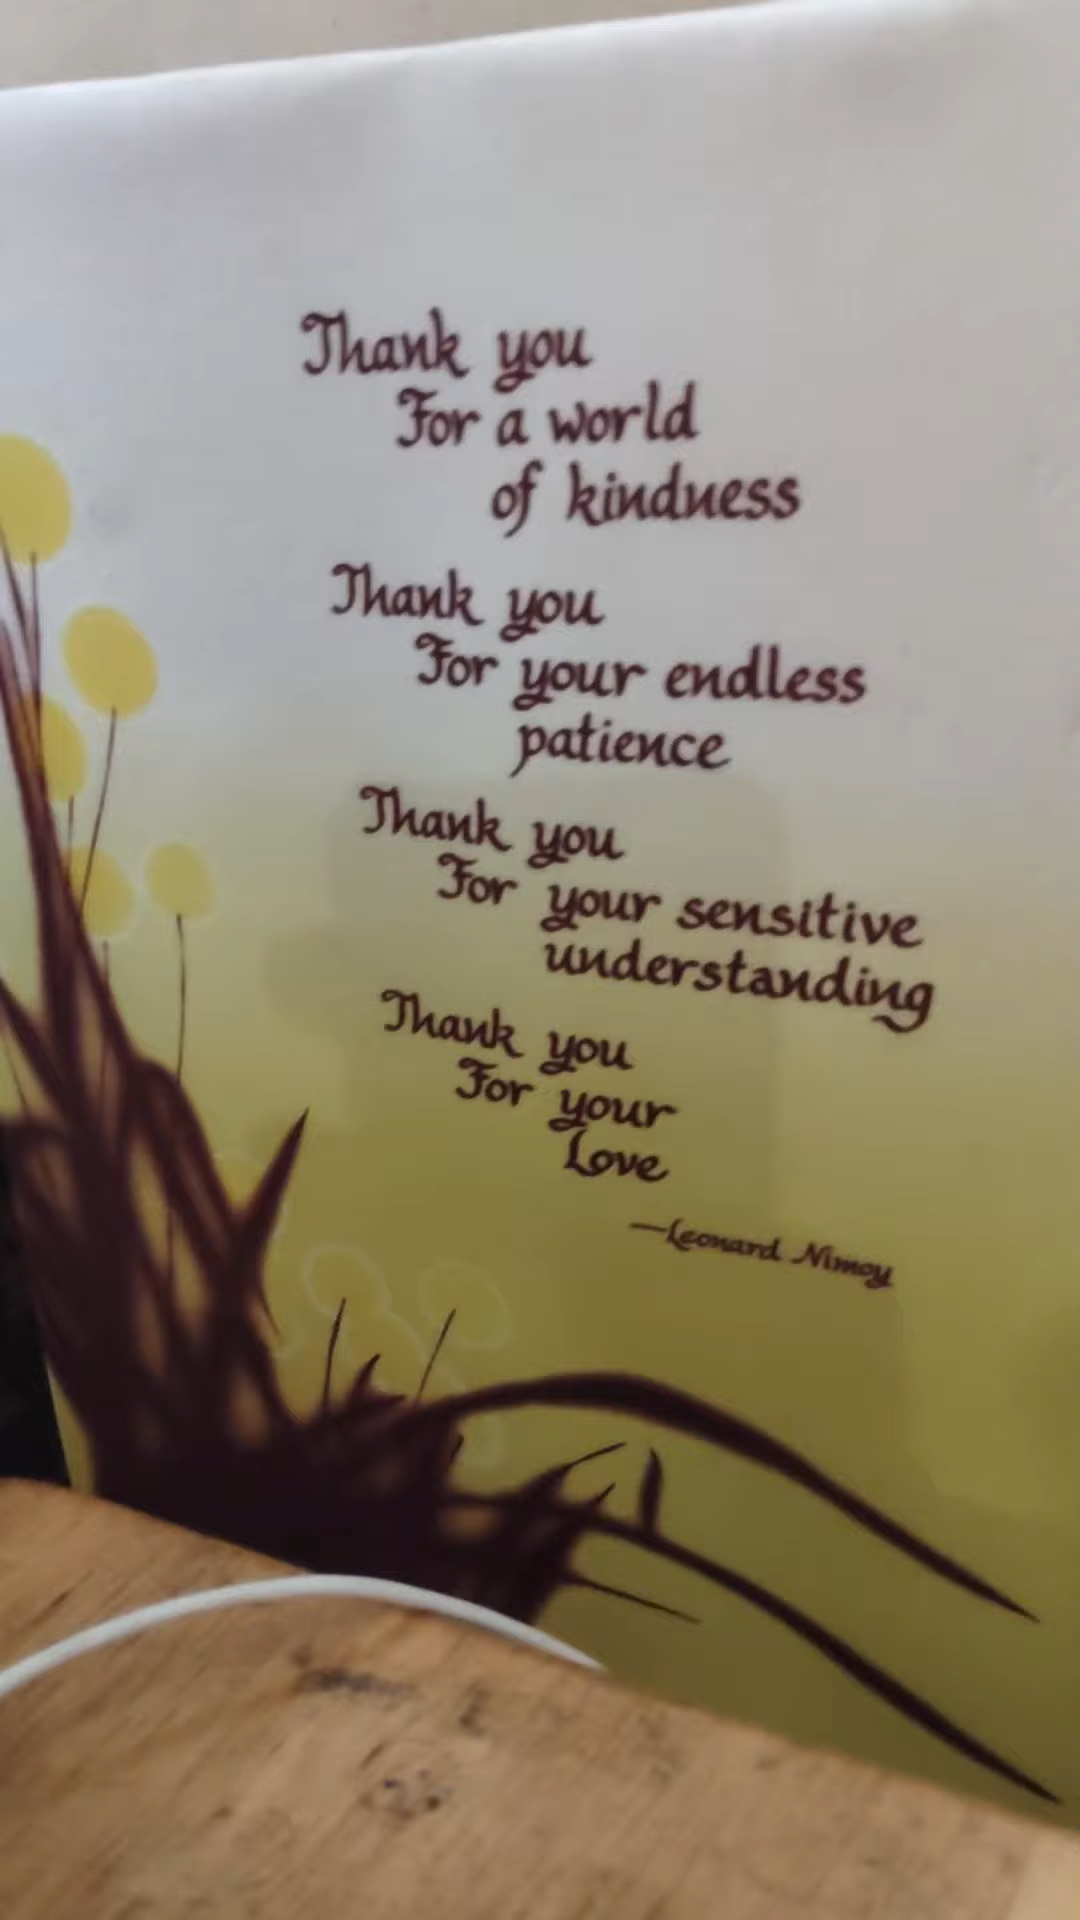 Thank you
For a world
of kindness
Thank you
For your endless
patience
Thank you
For your sensitive
understanding
Thank you
For your
Love
—Leonard Nimoy